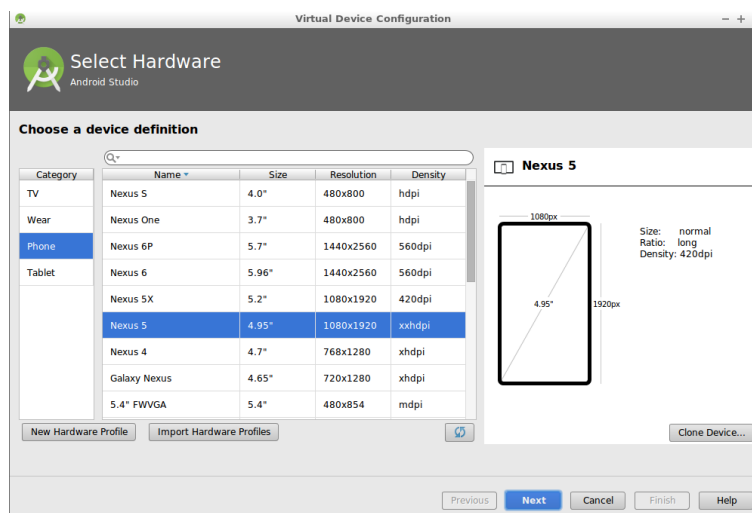 Virtual Device Configuration
Select Hardware
Android Studio
Choose a device definition
Category
TV
Wear
Phone
Tablet
Name Size Resolution Density
Nexus S 4.0" 480x800 hdpi
Nexus One 3.7" 480x800 hdpi
Nexus 6P 5.7" 1440x2560 560dpi
Nexus 6 5.96" 1440x2560 560dpi
Nexus 5X 5.2" 1080x1920 420dpi
Nexus 5 4.95" 1080x1920 xxhdpi
Nexus 4 4.7" 768x1280 xhdpi
Galaxy Nexus 4.65" 720x1280 xhdpi
5.4" FWVGA 5.4" 480x854 mdpi
New Hardware Profile Import Hardware Profiles
Nexus 5
1080px
4.95"
1920px
Size: normal
Ratio: long
Density: 420dpi
Clone Device...
Previous Next Cancel Finish Help